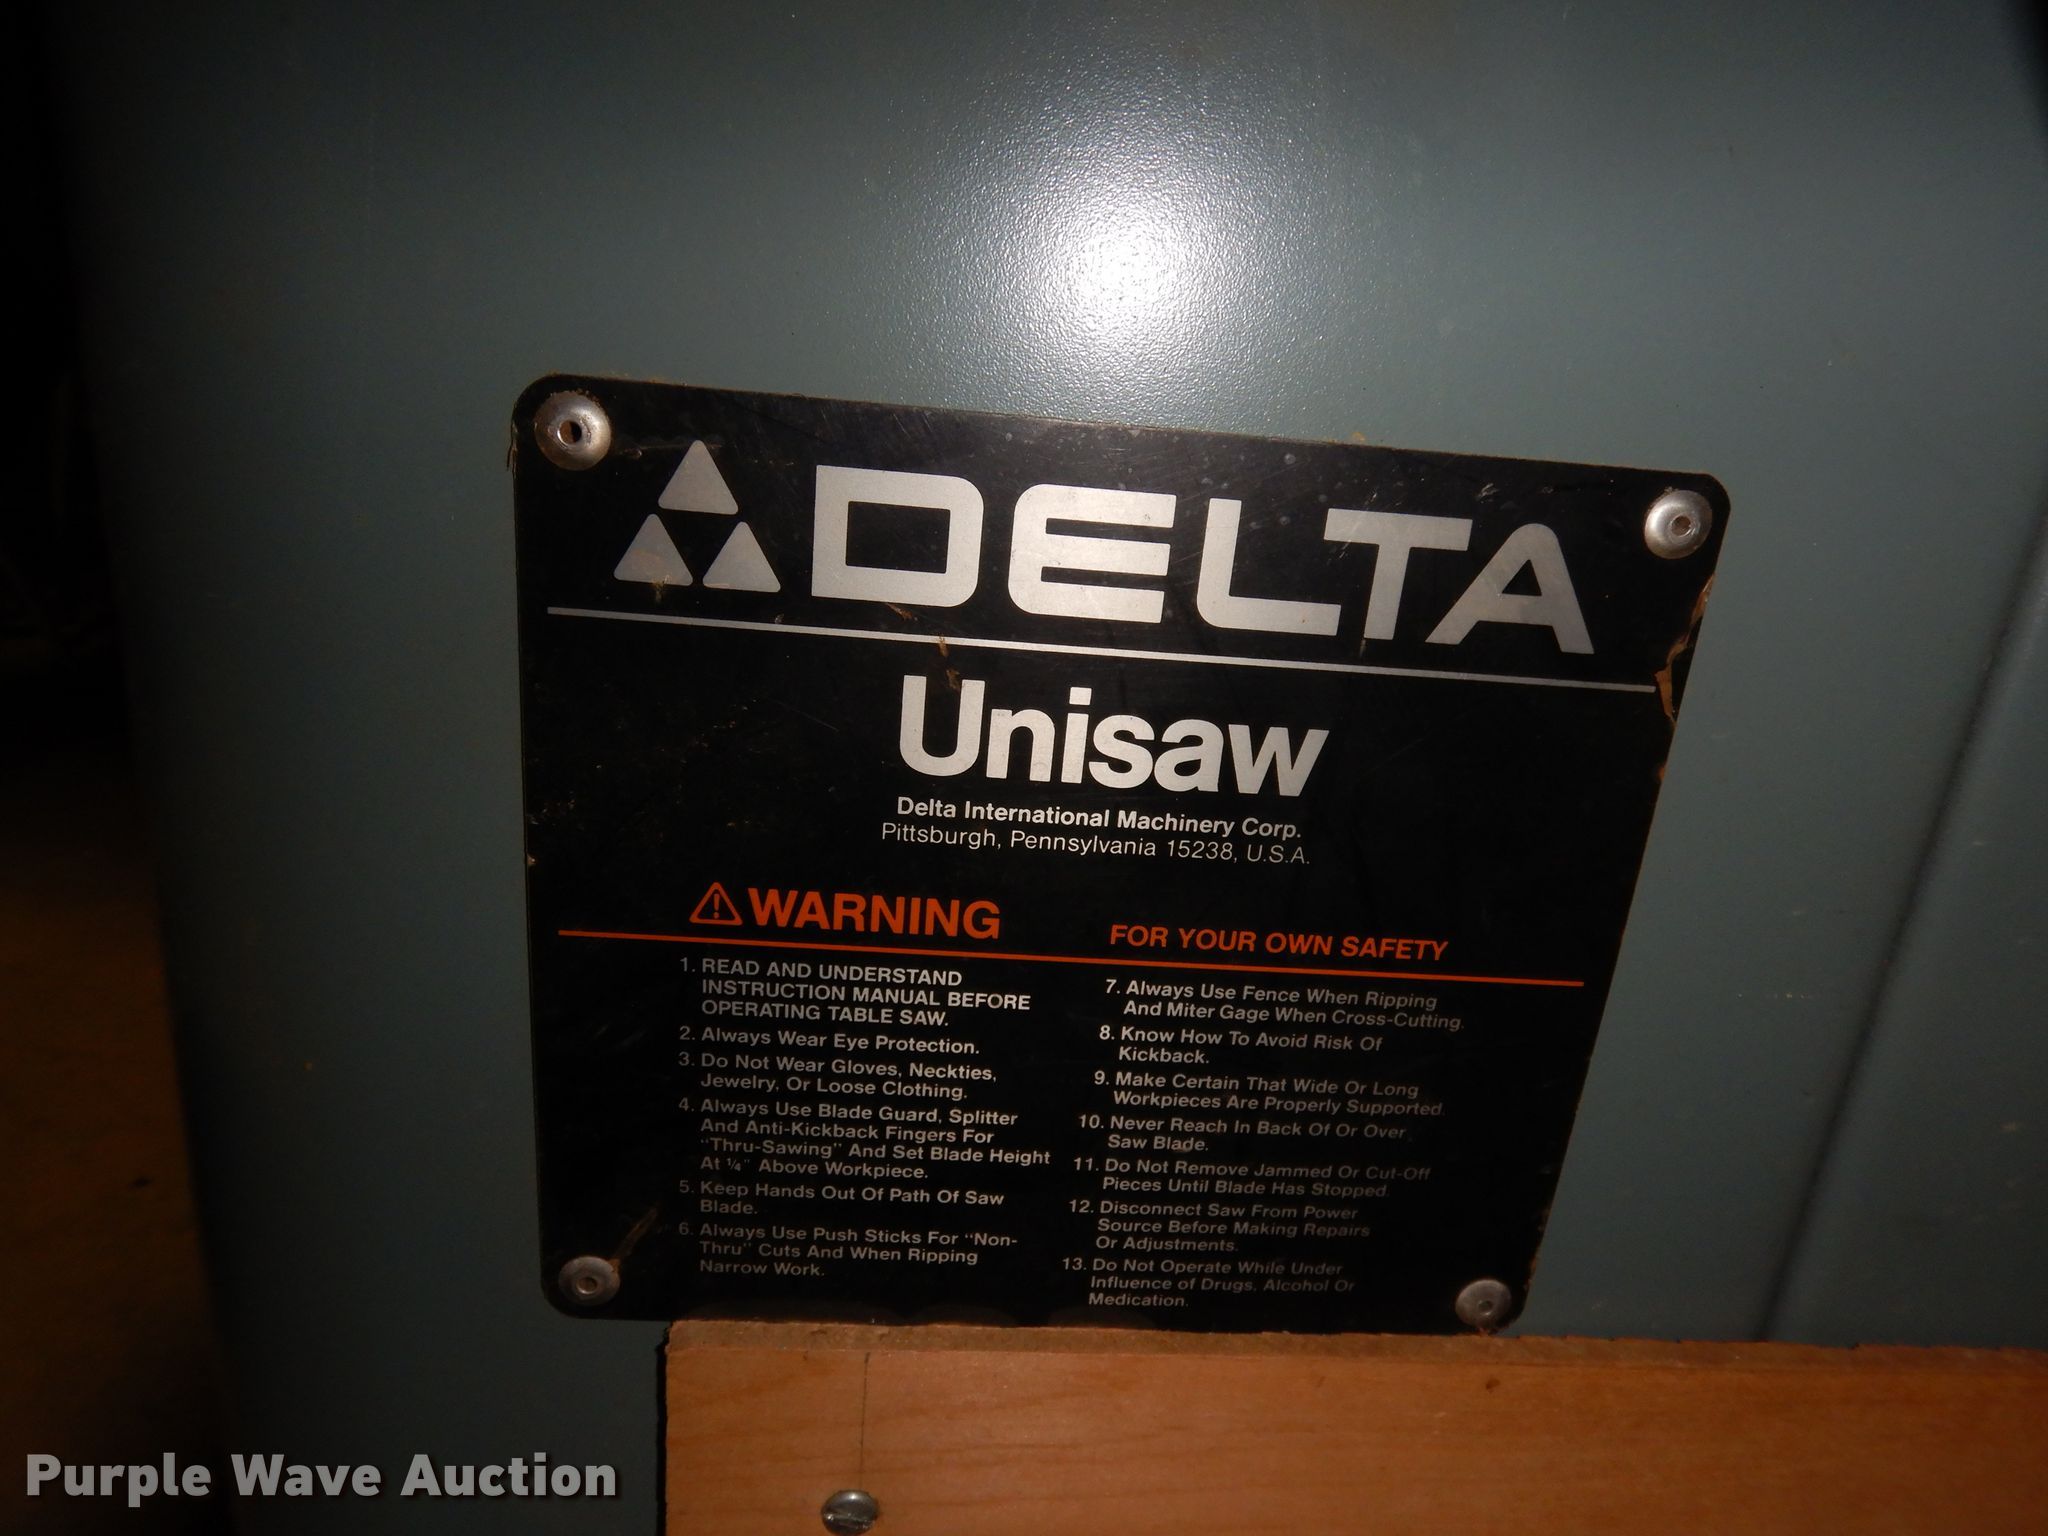 DELTA
Unisaw
Delta International Machinery Corp.
Pittsburgh, Pennsylvania 15238, U.S.A.
WARNING
FOR YOUR OWN SAFETY
1. READ AND UNDERSTAND
INSTRUCTION MANUAL BEFORE
OPERATING TABLE SAW.
2. Always Wear Eye Protection.
3. Do Not Wear Gloves, Neckties,
Jewelry, Or Loose Clothing.
4. Always Use Blade Guard, Splitter
And Anti-Kickback Fingers For
"Thru-Sawing" And Set Blade Height
At ¼" Above Workpiece.
5. Keep Hands Out Of Path Of Saw
Blade.
6. Always Use Push Sticks For "Non-
Thru" Cuts And When Ripping
Narrow Work.
7. Always Use Fence When Ripping
And Miter Gage When Cross-Cutting.
8. Know How To Avoid Risk Of
Kickback.
9. Make Certain That Wide Or Long
Workpieces Are Properly Supported.
10. Never Reach In Back Of Or Over
Saw Blade.
11. Do Not Remove Jammed Or Cut-Off
Pieces Until Blade Has Stopped.
12. Disconnect Saw From Power
Source Before Making Repairs
Or Adjustments.
13. Do Not Operate While Under
Influence of Drugs, Alcohol Or
Medication.
Purple Wave Auction